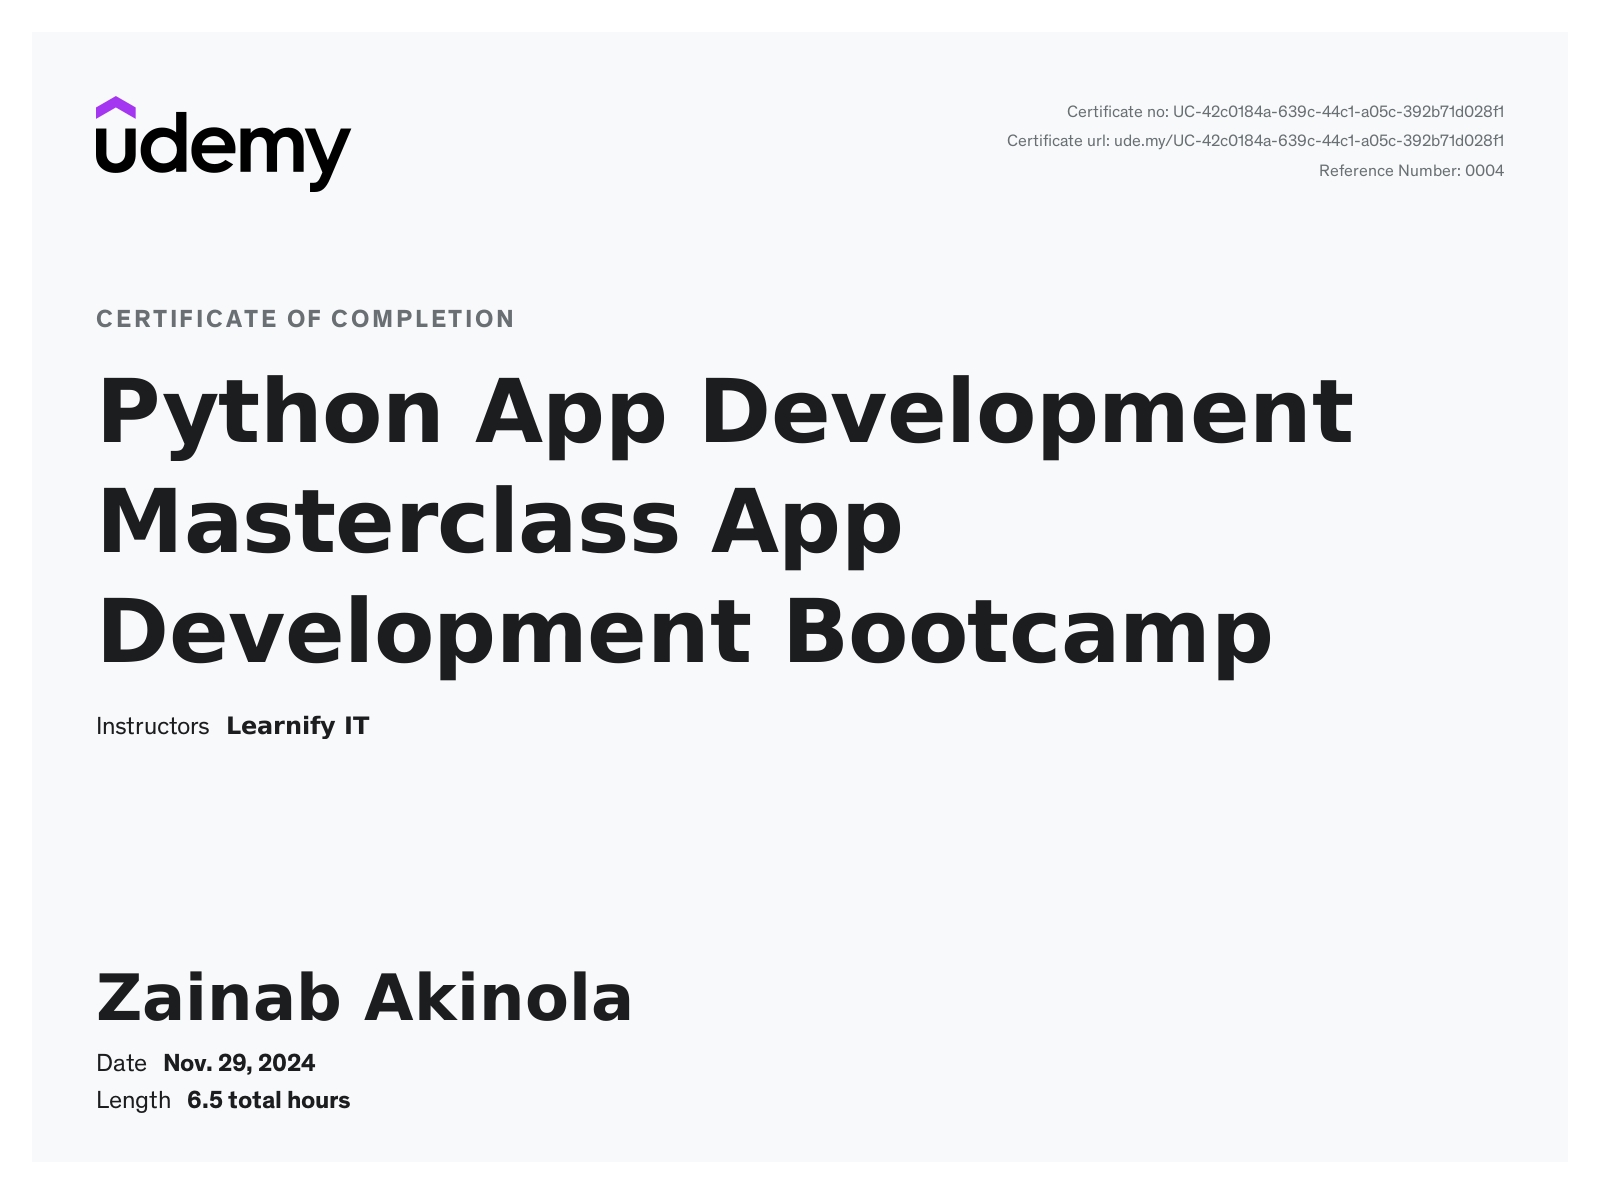 udemy
Certificate no: UC-42c0184a-639c-44c1-a05c-392b71d028f1
Certificate url: ude.my/UC-42c0184a-639c-44c1-a05c-392b71d028f1
Reference Number: 0004
CERTIFICATE OF COMPLETION
Python App Development
Masterclass App
Development Bootcamp
Instructors Learnify IT
Zainab Akinola
Date Nov. 29, 2024
Length 6.5 total hours